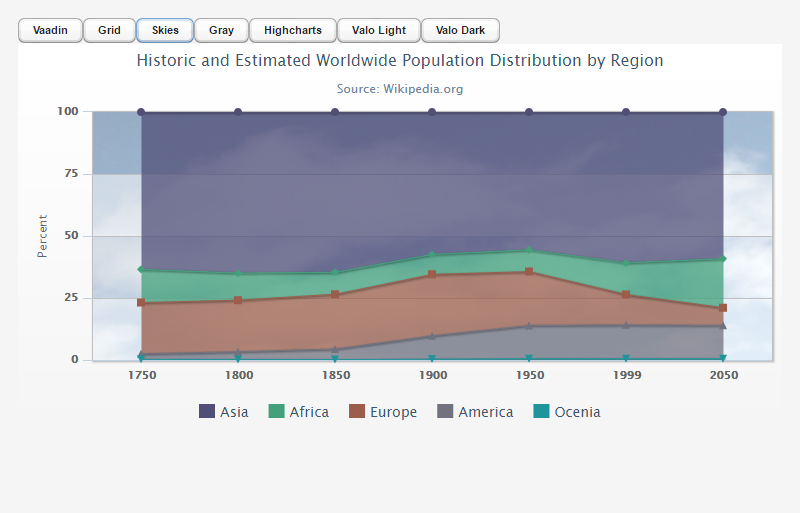 Vaadin Grid Skies Gray Highcharts Valo Light Valo Dark
Historic and Estimated Worldwide Population Distribution by Region
Source: Wikipedia.org
Percent
100
75
50
25
0
1750 1800 1850 1900 1950 1999 2050
Asia Africa Europe America Ocenia